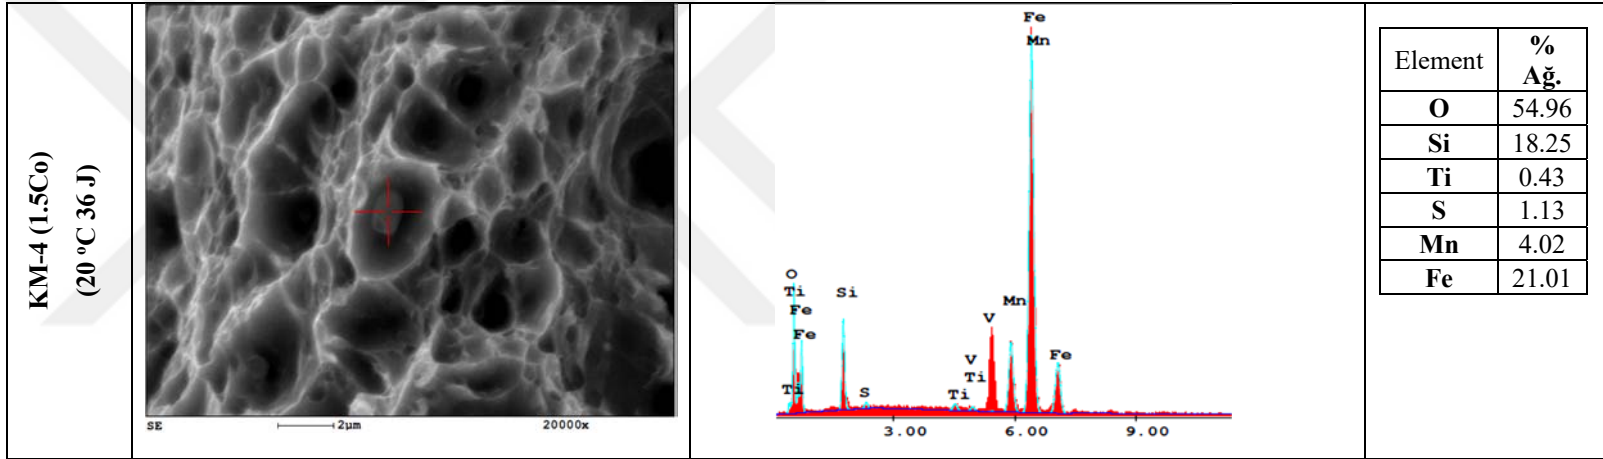 KM-4 (1.5Co)
(20 °C 36 J)
SE 2µm 20000x
Fe
Mn
O
Ti
Fe
Fe
Ti
Si
S
V
V
Ti
Ti
Mn
Fe
3.00 6.00 9.00
Element % Ağ.
O 54.96
Si 18.25
Ti 0.43
S 1.13
Mn 4.02
Fe 21.01